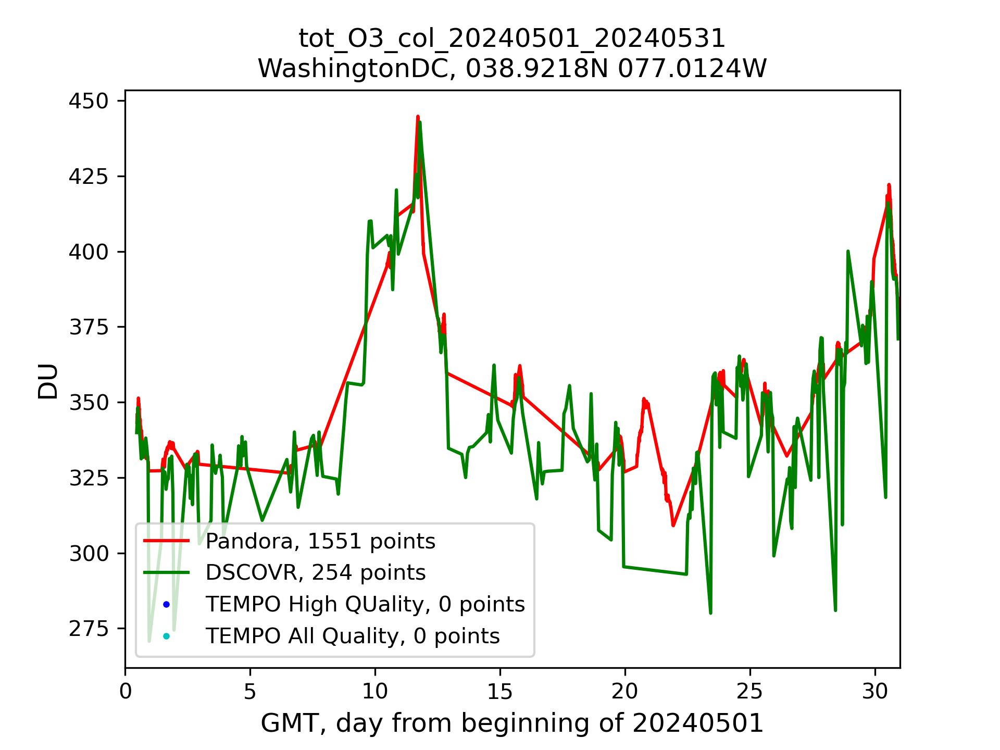 tot_O3_col_20240501_20240531
WashingtonDC, 038.9218N 077.0124W
450
425
400
375
350
325
300
275
DU
Pandora, 1551 points
DSCOVR, 254 points
TEMPO High QUality, 0 points
TEMPO All Quality, 0 points
0 5 10 15 20 25 30
GMT, day from beginning of 20240501